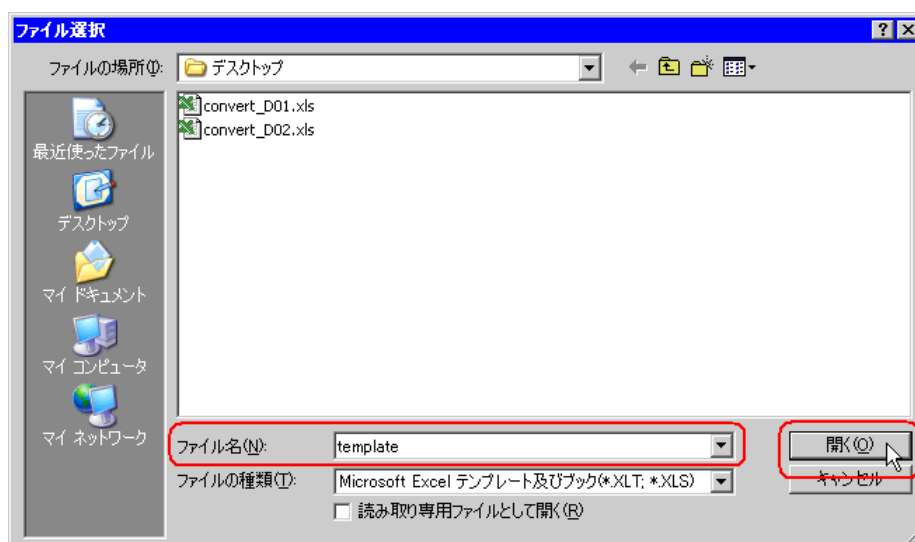 ファイル選択
ファイルの場所(I):
デスクトップ
convert_D01.xls
convert_D02.xls
最近使ったファイル
デスクトップ
マイ ドキュメント
マイ コンピュータ
マイ ネットワーク
ファイル名(N):
template
開く(O)
ファイルの種類(T):
Microsoft Excel テンプレート及びブック(*.XLT; *.XLS)
キャンセル
読み取り専用ファイルとして開く(R)